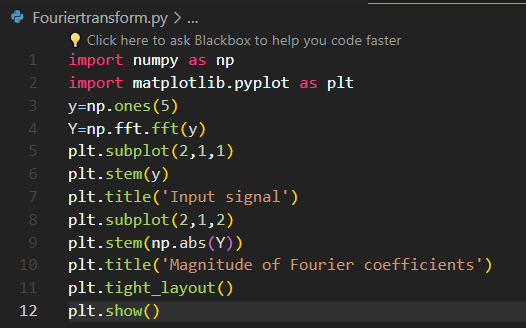 Fouriertransform.py > ...
Click here to ask Blackbox to help you code faster
1 import numpy as np
2 import matplotlib.pyplot as plt
3 y=np.ones(5)
4 Y=np.fft.fft(y)
5 plt.subplot(2,1,1)
6 plt.stem(y)
7 plt.title('Input signal')
8 plt.subplot(2,1,2)
9 plt.stem(np.abs(Y))
10 plt.title('Magnitude of Fourier coefficients')
11 plt.tight_layout()
12 plt.show()